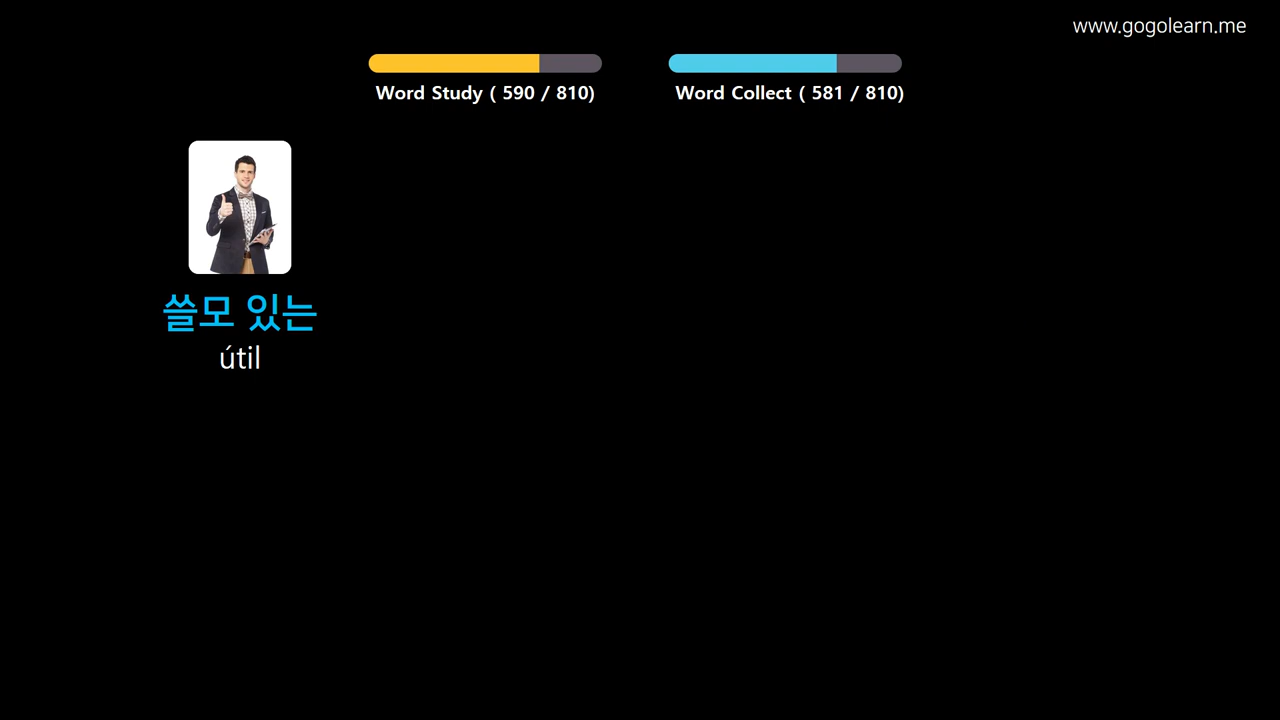 www.gogolearn.me
Word Study ( 590 / 810)
Word Collect ( 581 / 810)
쓸모 있는
útil